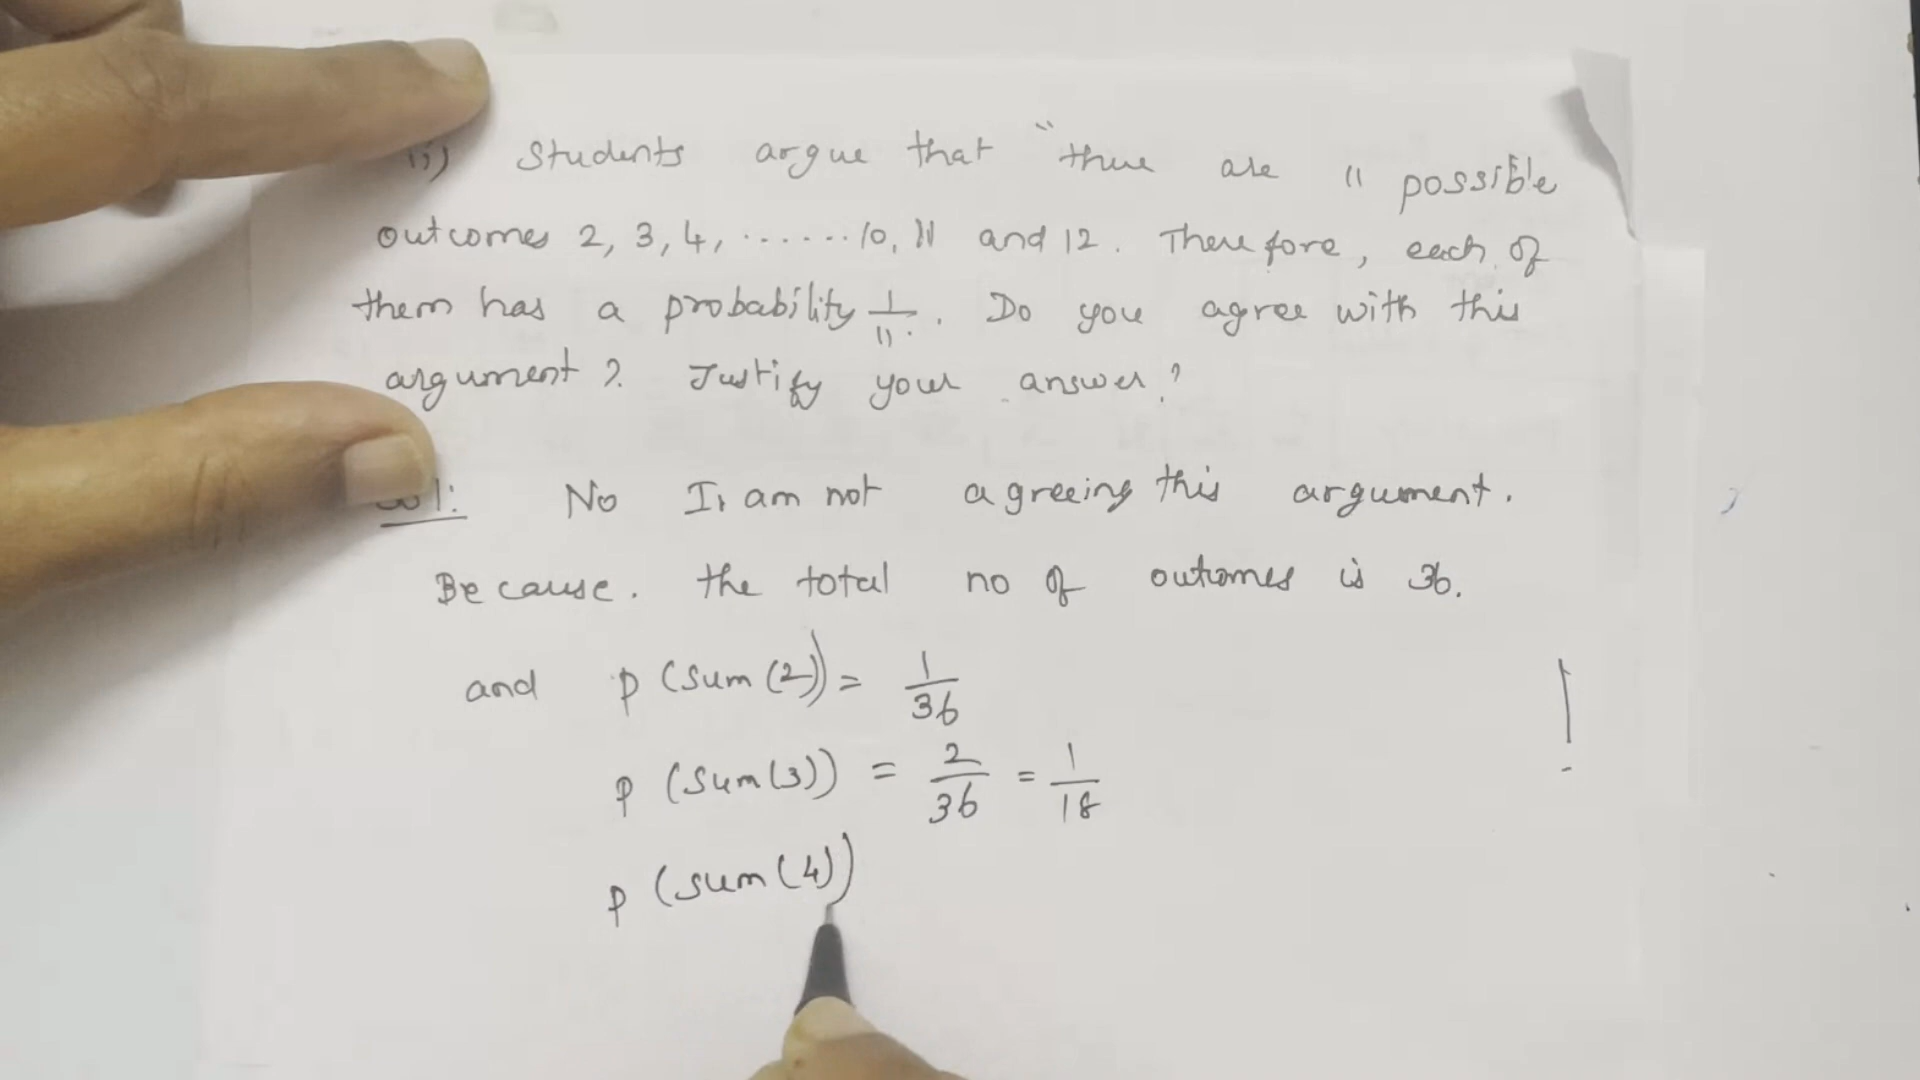 ii) Students argue that "there are 11 possible
outcomes 2, 3, 4, ...... 10, 11 and 12. Therefore, each of
them has a probability 1/11. Do you agree with this
argument? Justify your answer?
Sol: No I, am not agreeing this argument.
Because. the total no of outcomes is 36.
and p (sum (2)) = 1/36
p (sum (3)) = 2/36 = 1/18
p (sum (4))